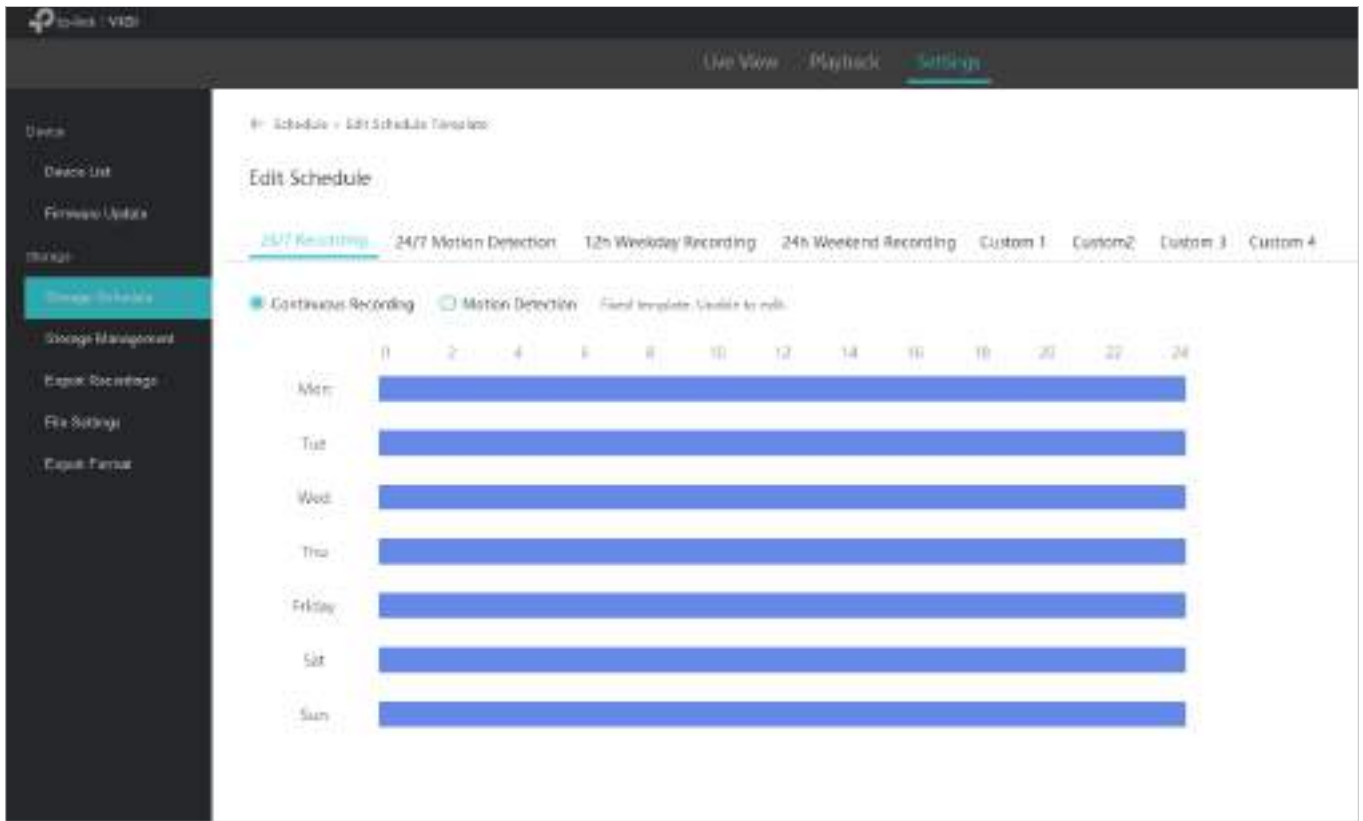 tp-link | VIGI
Live View Playback Settings
Device
Device List
Firmware Update
Storage
Storage Schedule
Storage Management
Export Recordings
File Settings
Export Format
← Schedule > Edit Schedule Template
Edit Schedule
24/7 Recording 24/7 Motion Detection 12h Weekday Recording 24h Weekend Recording Custom 1 Custom2 Custom 3 Custom 4
Continuous Recording Motion Detection Fixed template. Unable to edit.
0 2 4 6 8 10 12 14 16 18 20 22 24
Mon
Tue
Wed
Thu
Friday
Sat
Sun